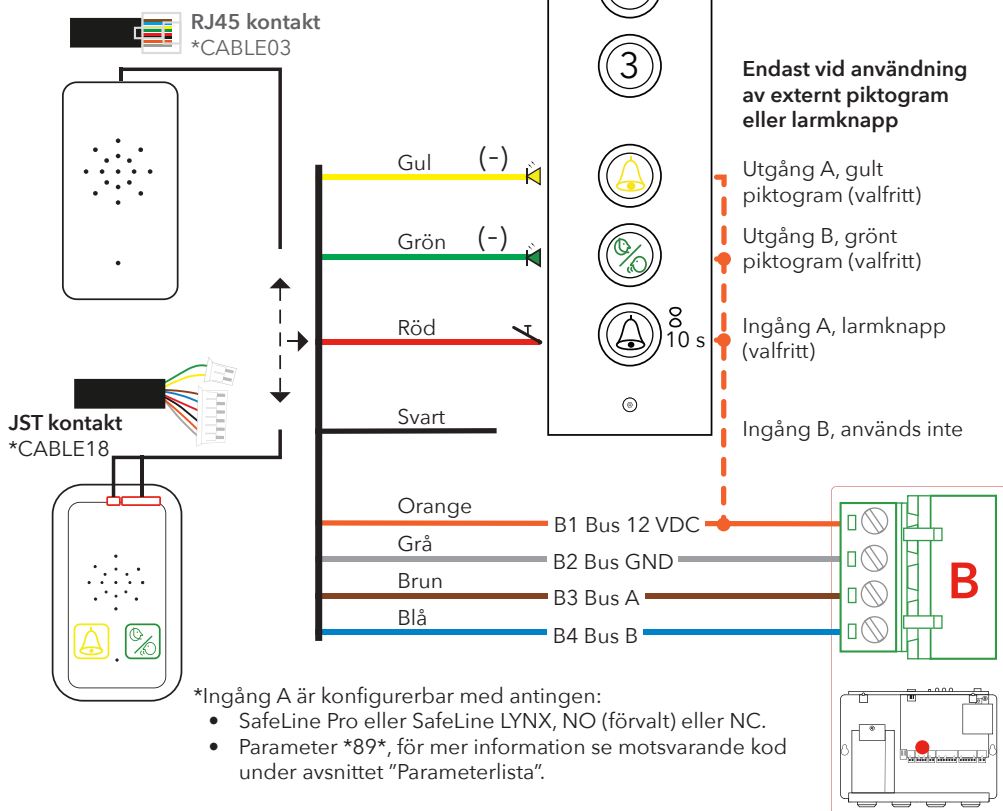 RJ45 kontakt
*CABLE03
3
Endast vid användning
av externt piktogram
eller larmknapp
Gul
(-)
Utgång A, gult
piktogram (valfritt)
Grön
(-)
Utgång B, grönt
piktogram (valfritt)
Röd
10 s
Ingång A, larmknapp
(valfritt)
JST kontakt
*CABLE18
Svart
Ingång B, används inte
Orange
B1 Bus 12 VDC
Grå
B2 Bus GND
Brun
B3 Bus A
Blå
B4 Bus B
B
*Ingång A är konfigurerbar med antingen:
• SafeLine Pro eller SafeLine LYNX, NO (förvalt) eller NC.
• Parameter *89*, för mer information se motsvarande kod
under avsnittet ”Parameterlista”.